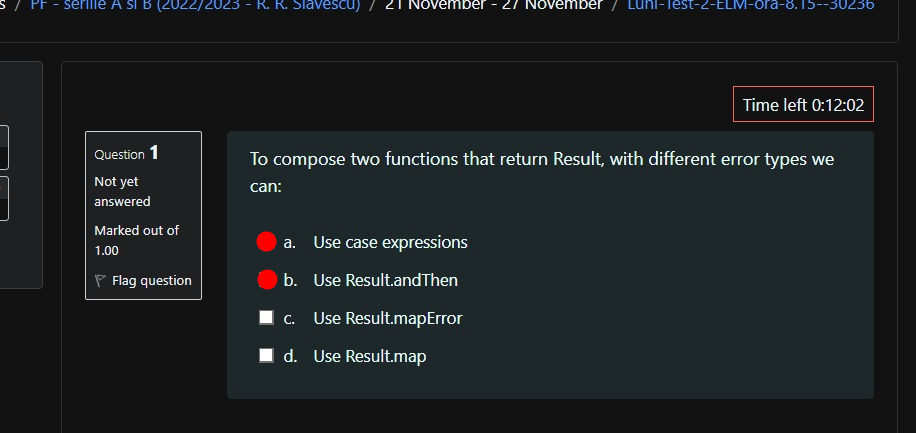 s / PF - seriile A si B (2022/2023 - R. R. Slavescu) / 21 November - 27 November / Luni-Test-2-ELM-ora-8.15--30236
Time left 0:12:02
Question 1
Not yet
answered
Marked out of
1.00
Flag question
To compose two functions that return Result, with different error types we
can:
a. Use case expressions
b. Use Result.andThen
c. Use Result.mapError
d. Use Result.map